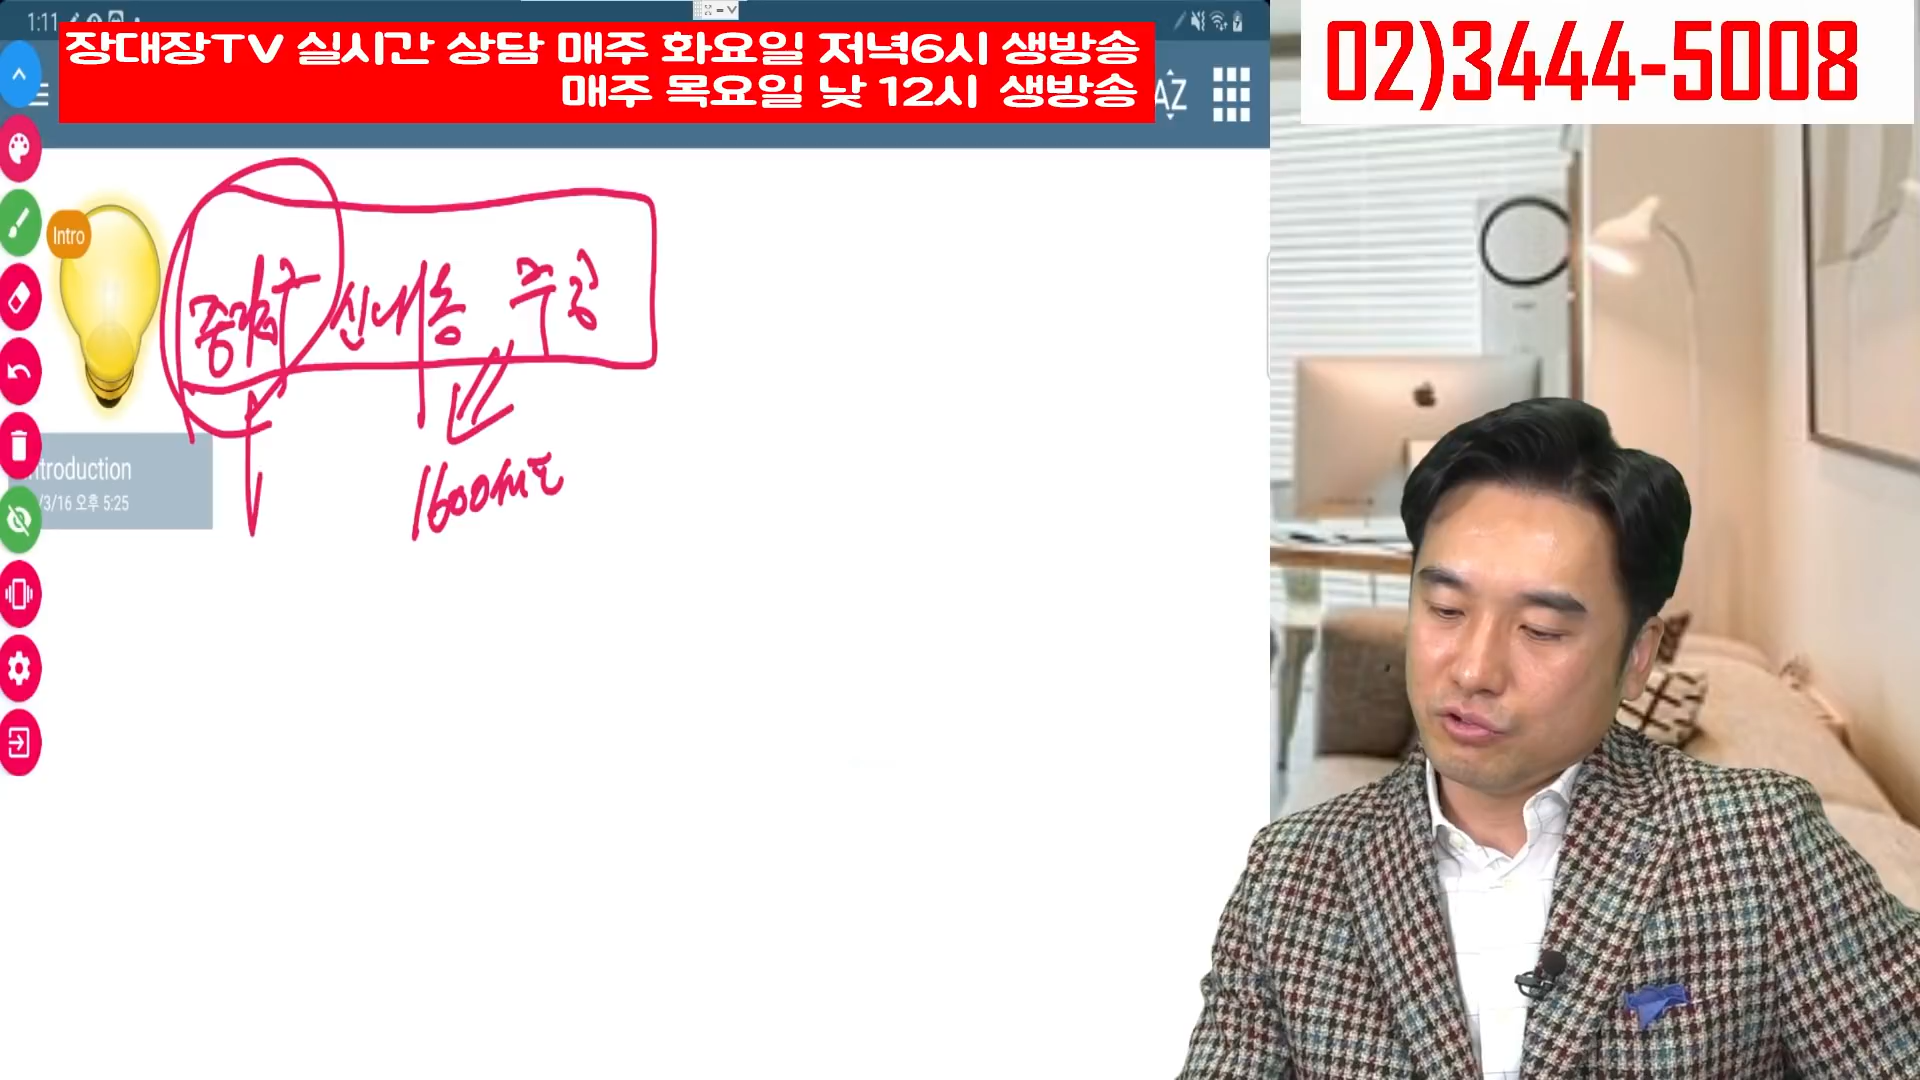 1:11
장대장TV 실시간 상담 매주 화요일 저녁6시 생방송
매주 목요일 낮 12시 생방송
AZ
02)3444-5008
Intro
중랑구 신내동 주공
1600세대
ntroduction
/3/16 오후 5:25